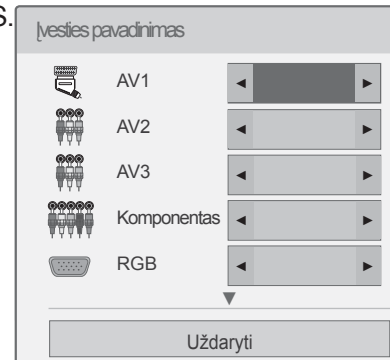 S.
Įvesties pavadinimas
AV1
AV2
AV3
Komponentas
RGB
Uždaryti